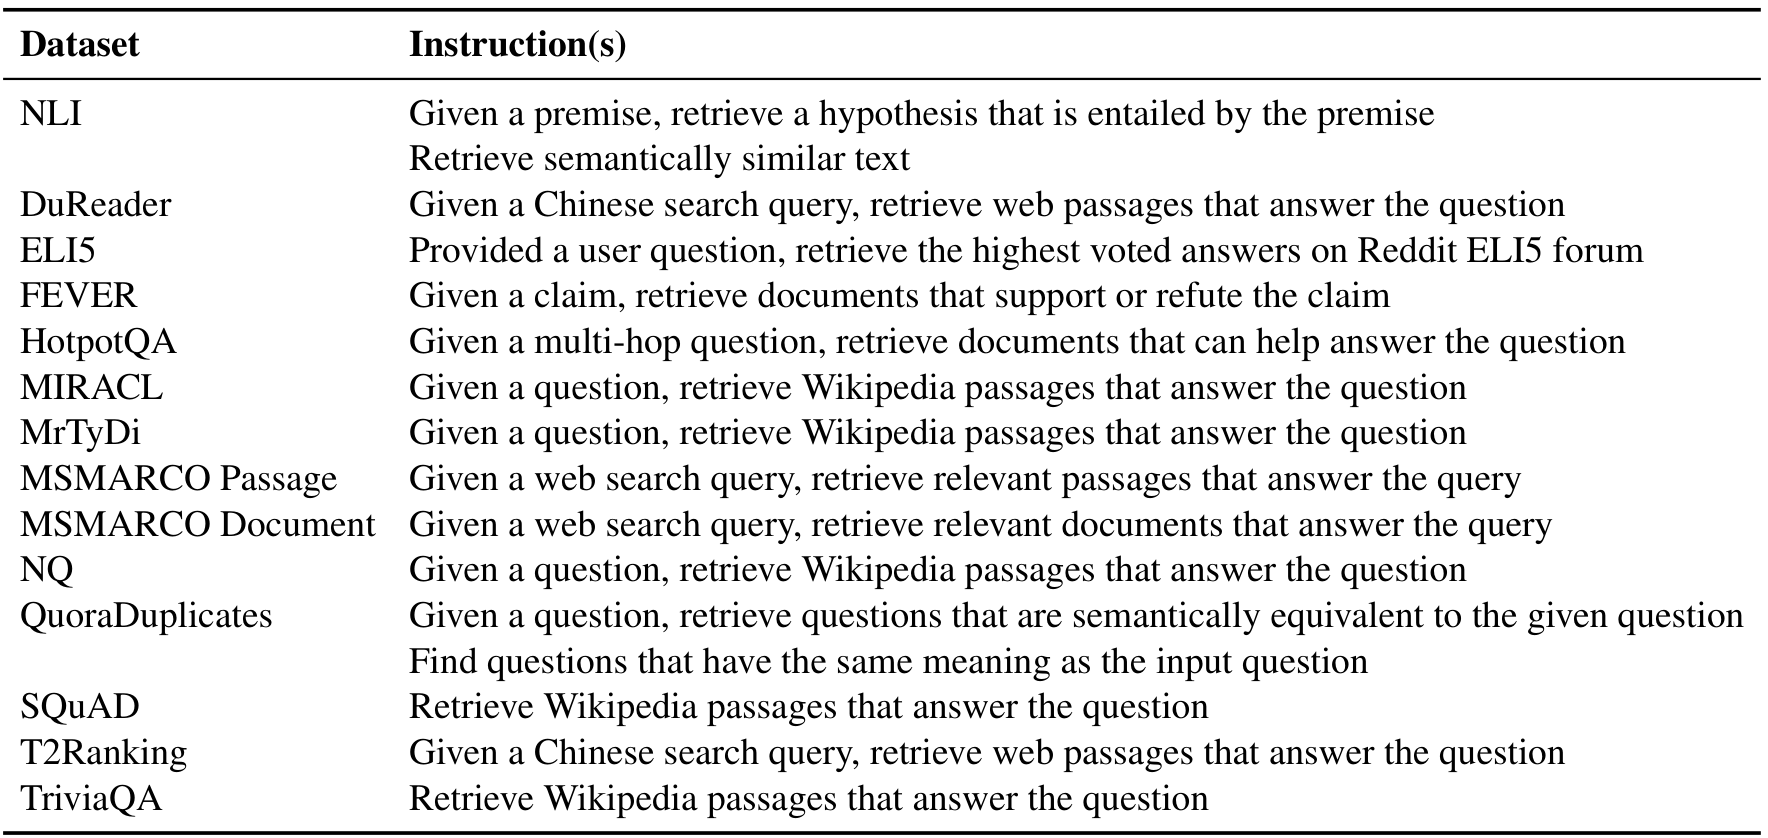 Dataset Instruction(s)
NLI Given a premise, retrieve a hypothesis that is entailed by the premise
Retrieve semantically similar text
DuReader Given a Chinese search query, retrieve web passages that answer the question
ELI5 Provided a user question, retrieve the highest voted answers on Reddit ELI5 forum
FEVER Given a claim, retrieve documents that support or refute the claim
HotpotQA Given a multi-hop question, retrieve documents that can help answer the question
MIRACL Given a question, retrieve Wikipedia passages that answer the question
MrTyDi Given a question, retrieve Wikipedia passages that answer the question
MSMARCO Passage Given a web search query, retrieve relevant passages that answer the query
MSMARCO Document Given a web search query, retrieve relevant documents that answer the query
NQ Given a question, retrieve Wikipedia passages that answer the question
QuoraDuplicates Given a question, retrieve questions that are semantically equivalent to the given question
Find questions that have the same meaning as the input question
SQuAD Retrieve Wikipedia passages that answer the question
T2Ranking Given a Chinese search query, retrieve web passages that answer the question
TriviaQA Retrieve Wikipedia passages that answer the question